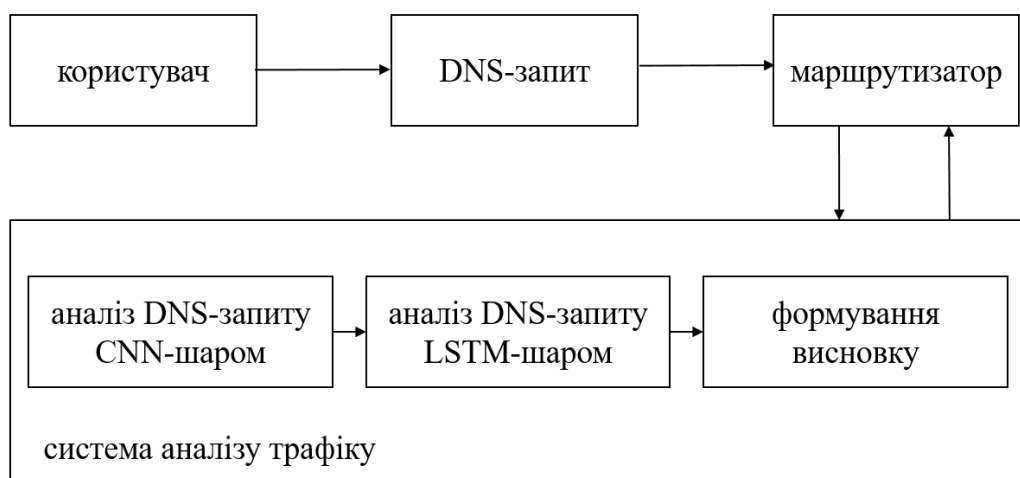 користувач
DNS-запит
маршрутизатор
аналіз DNS-запиту
CNN-шаром
аналіз DNS-запиту
LSTM-шаром
формування
висновку
система аналізу трафіку